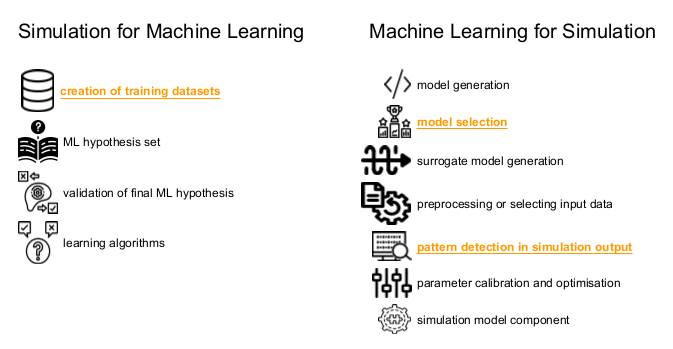 Simulation for Machine Learning
creation of training datasets
ML hypothesis set
validation of final ML hypothesis
learning algorithms
Machine Learning for Simulation
model generation
model selection
surrogate model generation
preprocessing or selecting input data
pattern detection in simulation output
parameter calibration and optimisation
simulation model component